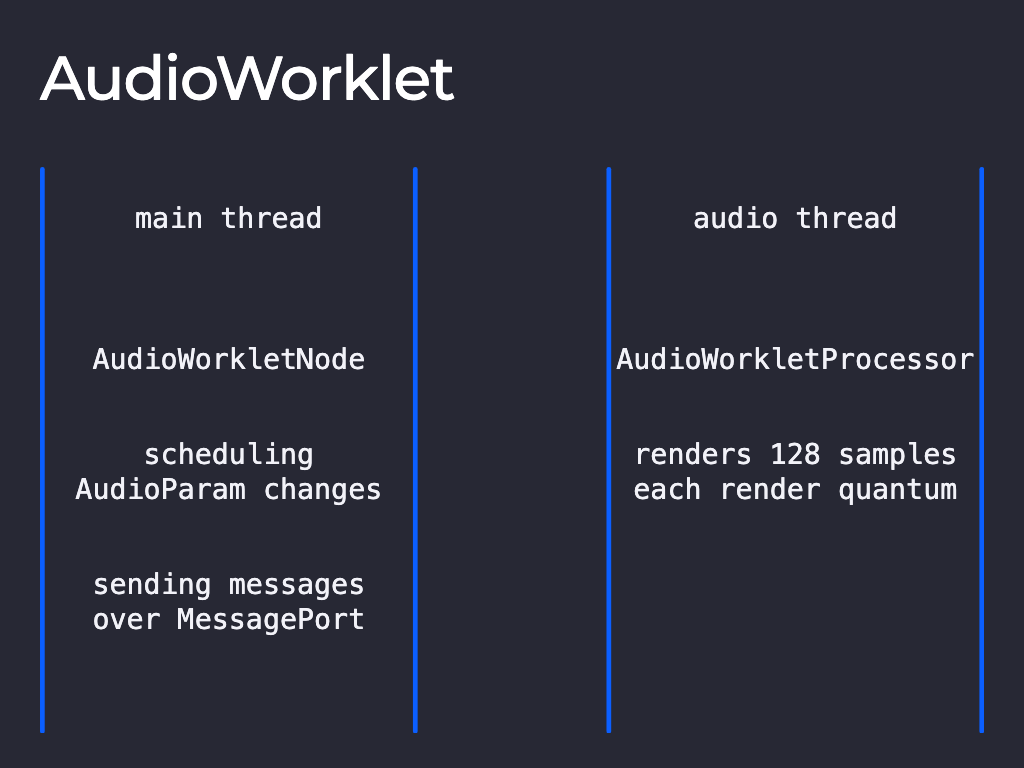 AudioWorklet
main thread
AudioWorkletNode
scheduling
AudioParam changes
sending messages
over MessagePort
audio thread
AudioWorkletProcessor
renders 128 samples
each render quantum